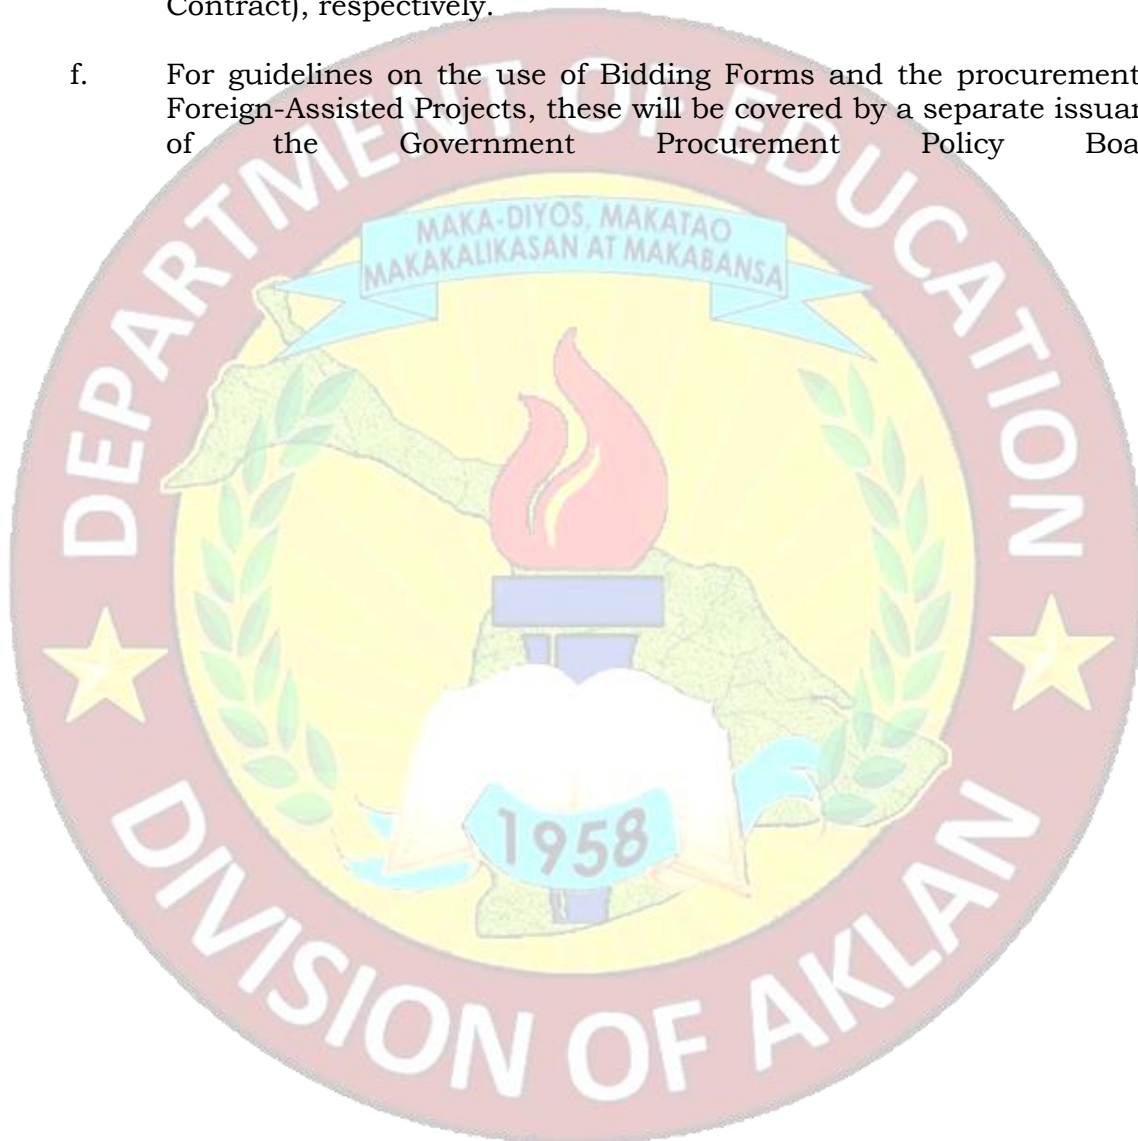 Contract), respectively.
f. For guidelines on the use of Bidding Forms and the procurement
Foreign-Assisted Projects, these will be covered by a separate
of the Government Procurement Policy
DEPARTMENT OF EDUCATION
MAKA-DIYOS, MAKATAO
MAKAKALIKASAN AT MAKABANSA
1958
DIVISION OF AKLAN